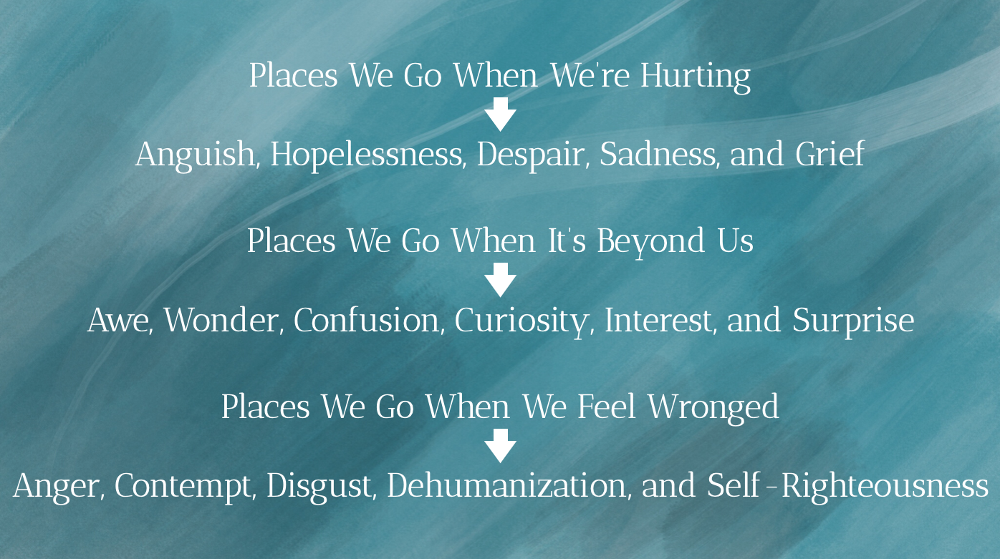 Places We Go When We're Hurting
Anguish, Hopelessness, Despair, Sadness, and Grief
Places We Go When It's Beyond Us
Awe, Wonder, Confusion, Curiosity, Interest, and Surprise
Places We Go When We Feel Wronged
Anger, Contempt, Disgust, Dehumanization, and Self-Righteousness